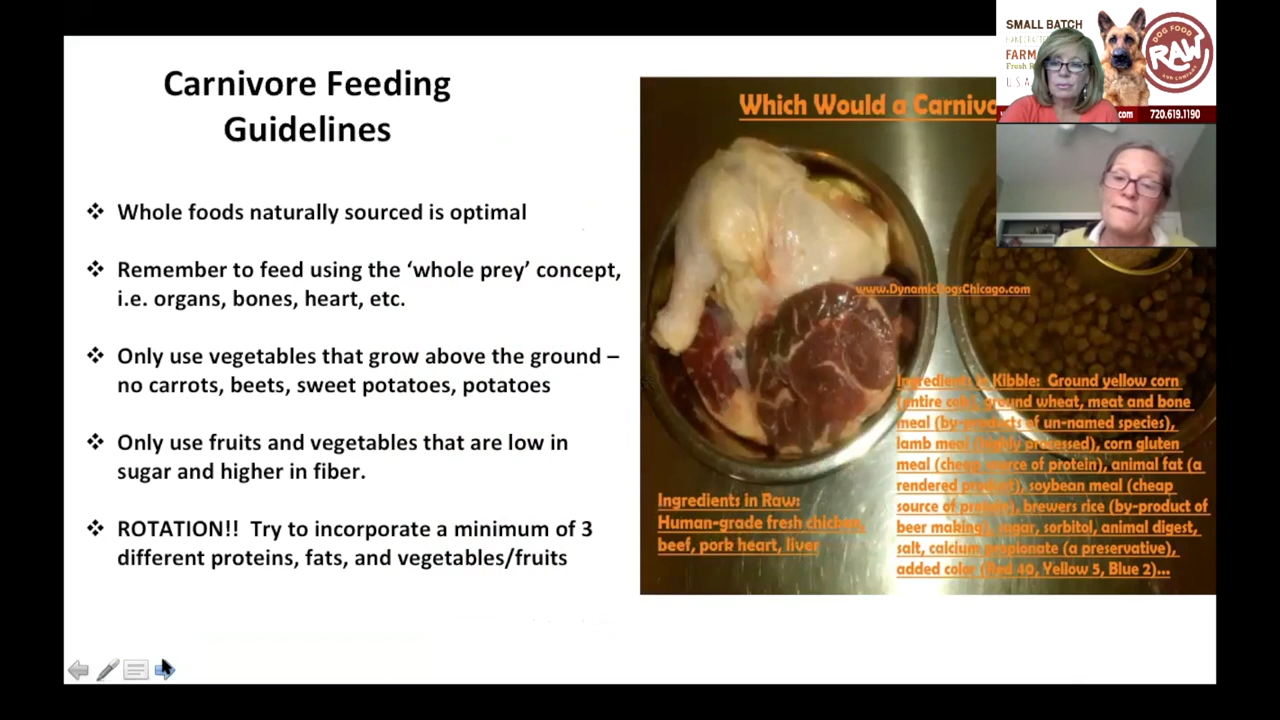 Carnivore Feeding
Guidelines
❖ Whole foods naturally sourced is optimal
❖ Remember to feed using the ‘whole prey’ concept,
i.e. organs, bones, heart, etc.
❖ Only use vegetables that grow above the ground –
no carrots, beets, sweet potatoes, potatoes
❖ Only use fruits and vegetables that are low in
sugar and higher in fiber.
❖ ROTATION!! Try to incorporate a minimum of 3
different proteins, fats, and vegetables/fruits
Which Would a
www.DynamicDogsChicago.com
Ingredients in Raw:
Human-grade fresh chicken,
beef, pork heart, liver
Ingredients in Kibble: Ground yellow corn
(entire cob), ground wheat, meat and bone
meal (by-products of un-named species),
lamb meal (highly processed), corn gluten
meal (cheap source of protein), animal fat (a
rendered product), soybean meal (cheap
source of protein), brewers rice (by-product of
beer making), sugar, sorbitol, animal digest,
salt, calcium propionate (a preservative),
added color (Red 40, Yellow 5, Blue 2)...
SMALL BATCH
FARM
Fresh
U.S.A
DOG FOOD
RAW
AND COMPANY
com 720.619.1190